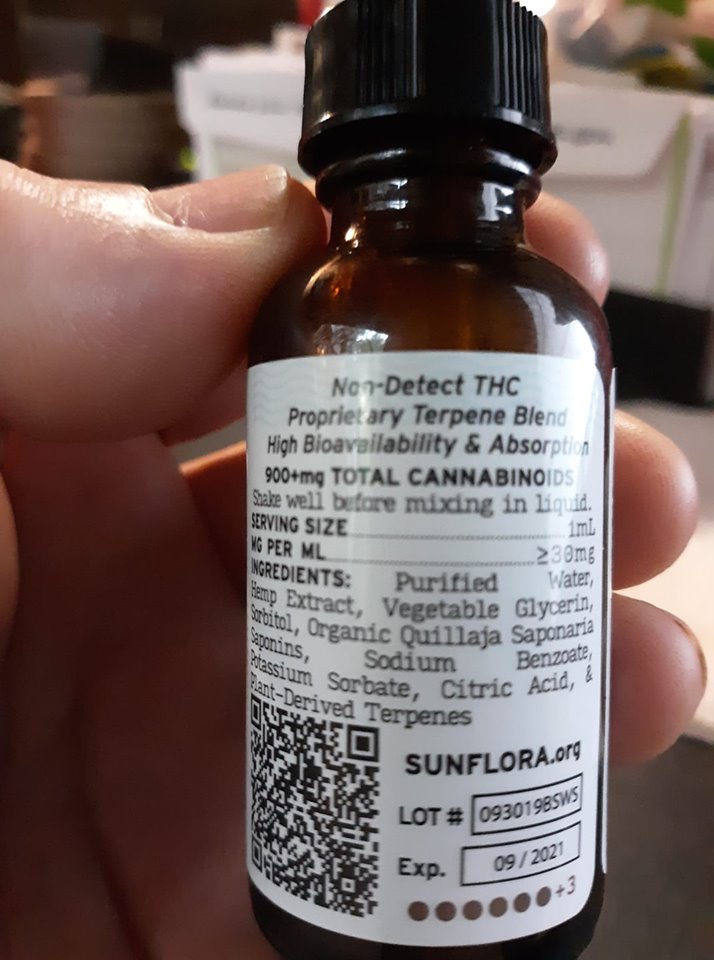 Non-Detect THC
Proprietary Terpene Blend
High Bioavailability & Absorption
900+mg TOTAL CANNABINOIDS
Shake well before mixing in liquid.
SERVING SIZE 1mL
MG PER ML ≥30mg
INGREDIENTS: Purified Water,
Hemp Extract, Vegetable Glycerin,
Sorbitol, Organic Quillaja Saponaria
Saponins, Sodium Benzoate,
Potassium Sorbate, Citric Acid, &
Plant-Derived Terpenes
SUNFLORA.org
LOT # 093019BSWS
Exp. 09/2021
+3